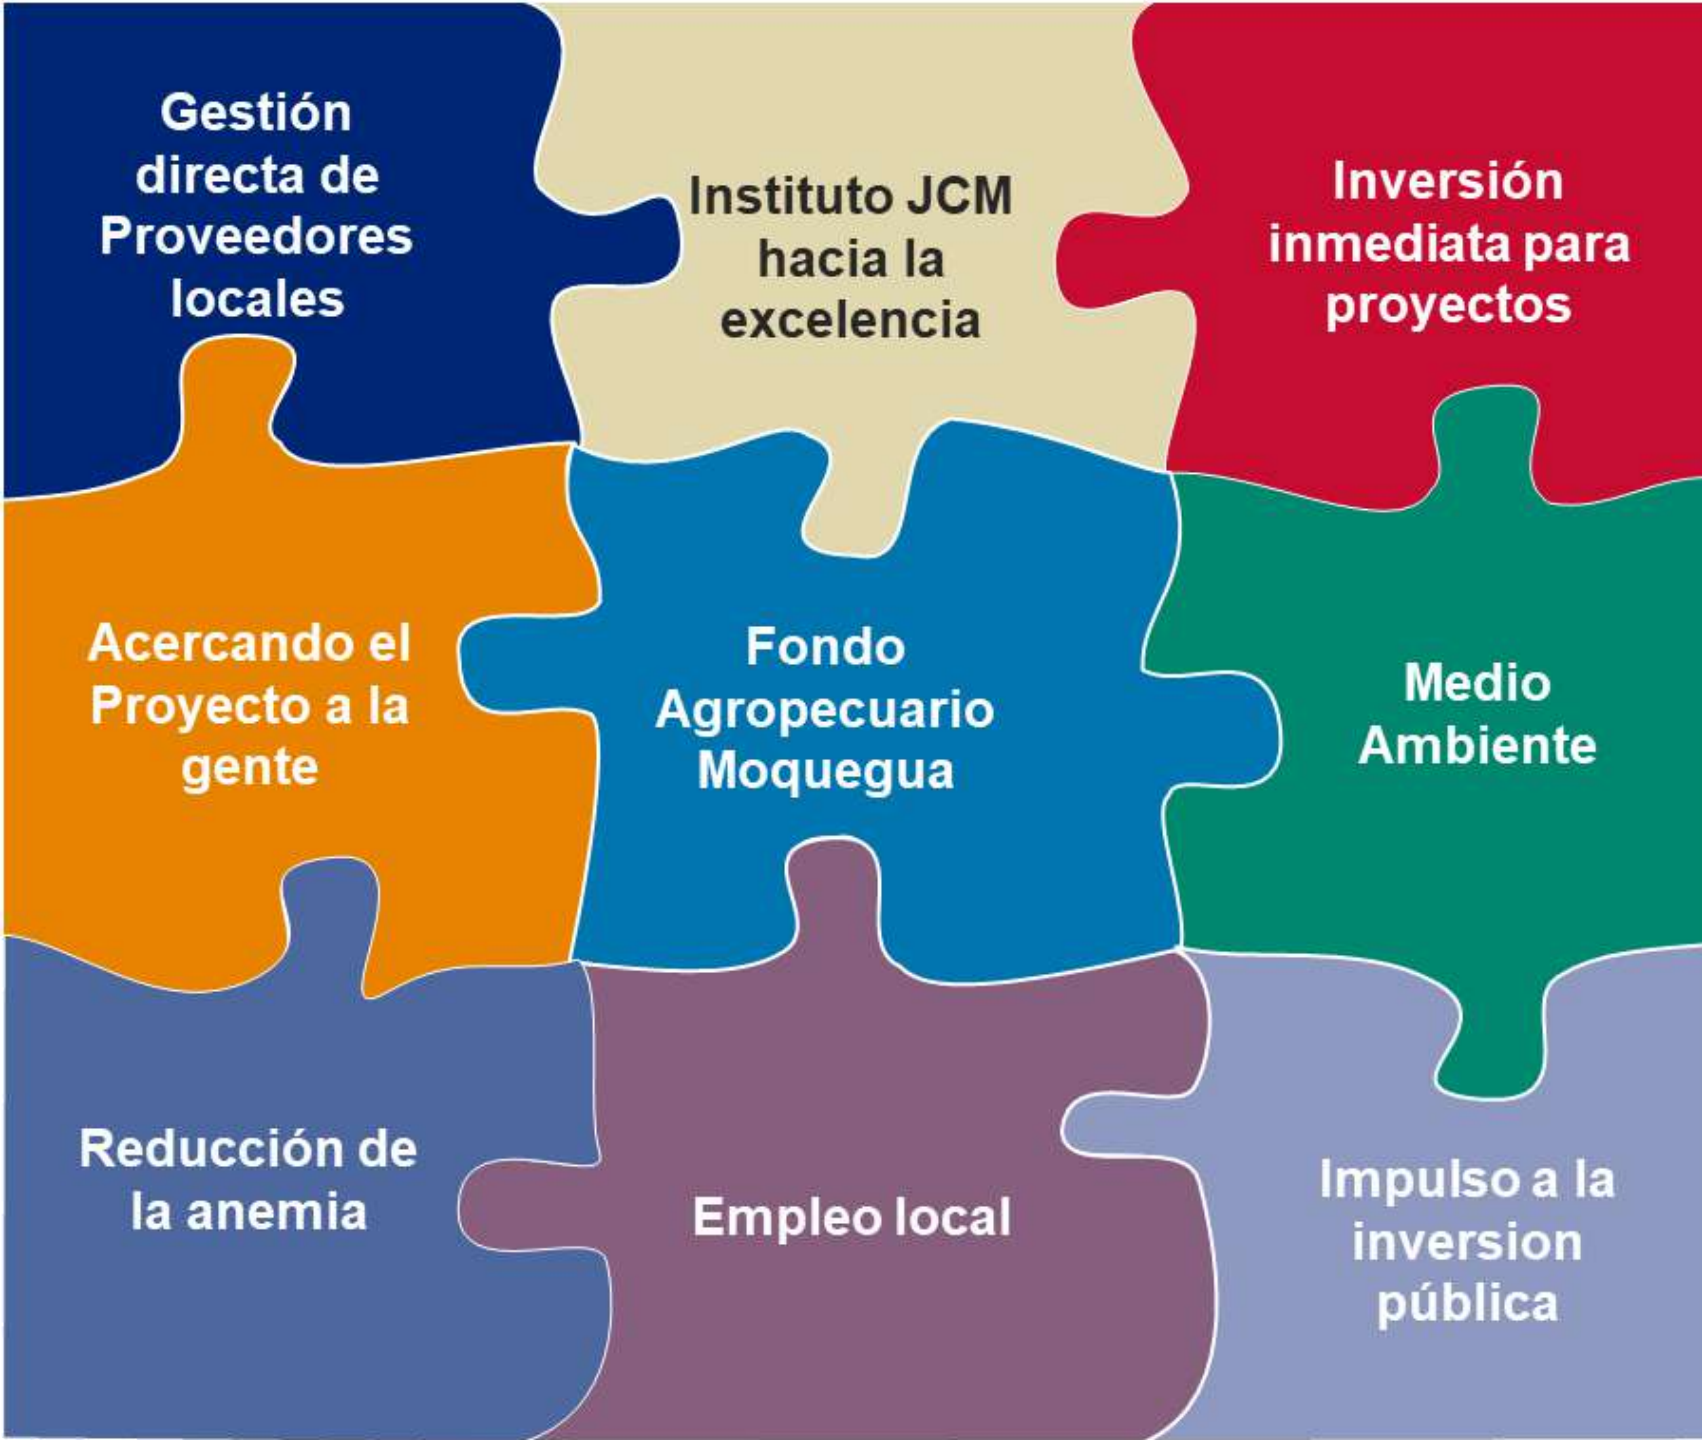 Gestión
directa de
Proveedores
locales
Instituto JCM
hacia la
excelencia
Inversión
inmediata para
proyectos
Acercando el
Proyecto a la
gente
Fondo
Agropecuario
Moquegua
Medio
Ambiente
Reducción de
la anemia
Empleo local
Impulso a la
inversion
pública